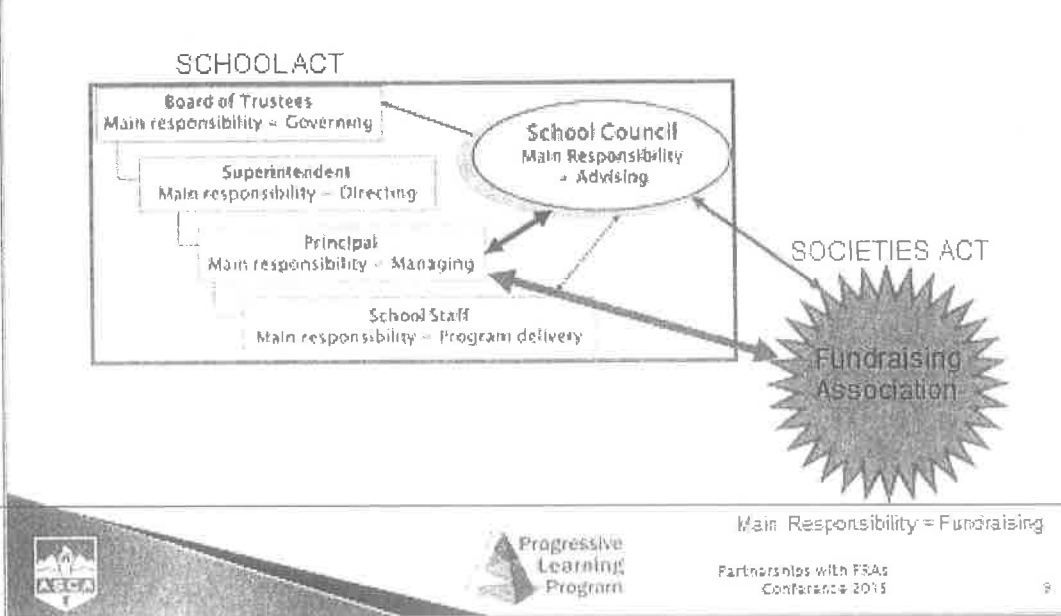 SCHOOL ACT
Board of Trustees
Main responsibility = Governing
Superintendent
Main responsibility = Directing
Principal
Main responsibility = Managing
School Staff
Main responsibility = Program delivery
School Council
Main Responsibility
= Advising
SOCIETIES ACT
Fundraising
Association
Main Responsibility = Fundraising
ASCA
Progressive
Learning
Program
Partnerships with FRAs
Conference 2015
9